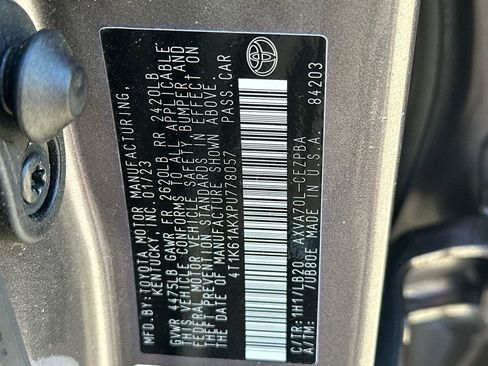 MFD. BY:TOYOTA MOTOR MANUFACTURING,
KENTUCKY, INC. 01/23
GVWR 4475LB GAWR FR 2620LB RR 2420LB
THIS VEHICLE CONFORMS TO ALL APPLICABLE
FEDERAL MOTOR VEHICLE SAFETY, BUMPER, AND
THEFT PREVENTION STANDARDS IN EFFECT ON
THE DATE OF MANUFACTURE SHOWN ABOVE.
4T1K61AKXPU778057 PASS.CAR
C/TR:1H1/LB20 AXVA70L-CEZPBA
A/TM: /UB80E MADE IN U.S.A. 84203